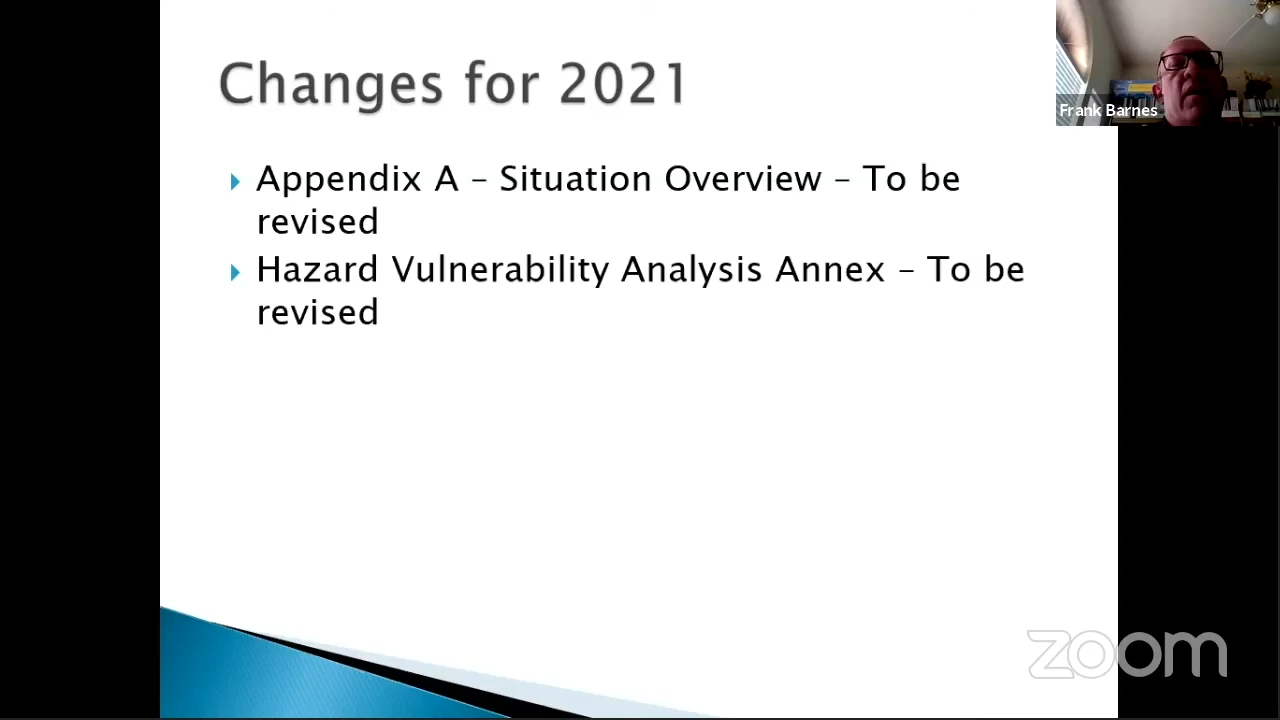 Changes for 2021
Frank Barnes
Appendix A – Situation Overview – To be
revised
Hazard Vulnerability Analysis Annex – To be
revised
zoom